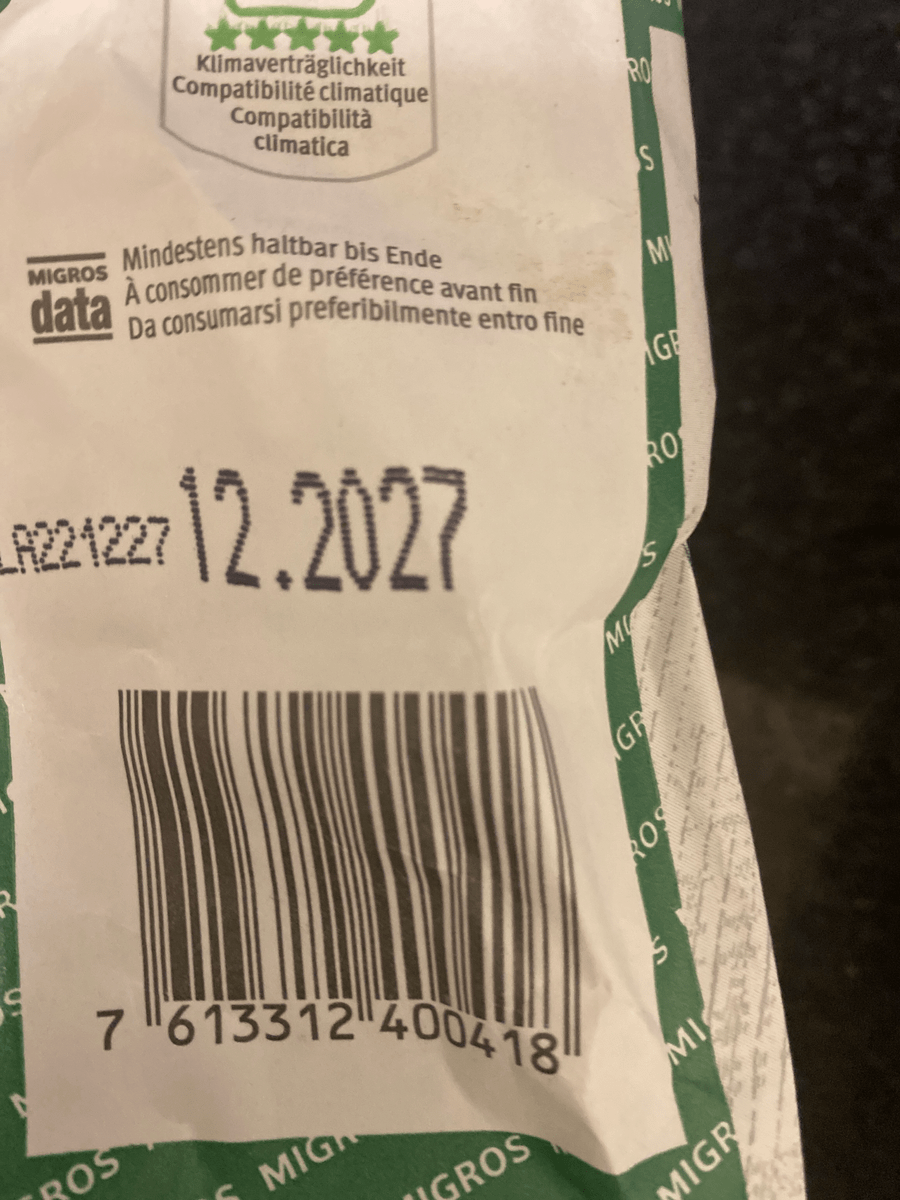 Klimaverträglichkeit
Compatibilité climatique
Compatibilità
climatica
MIGROS
data
Mindestens haltbar bis Ende
À consommer de préférence avant fin
Da consumarsi preferibilmente entro fine
LR221227
12.2027
7 613312 400418
MIGROS